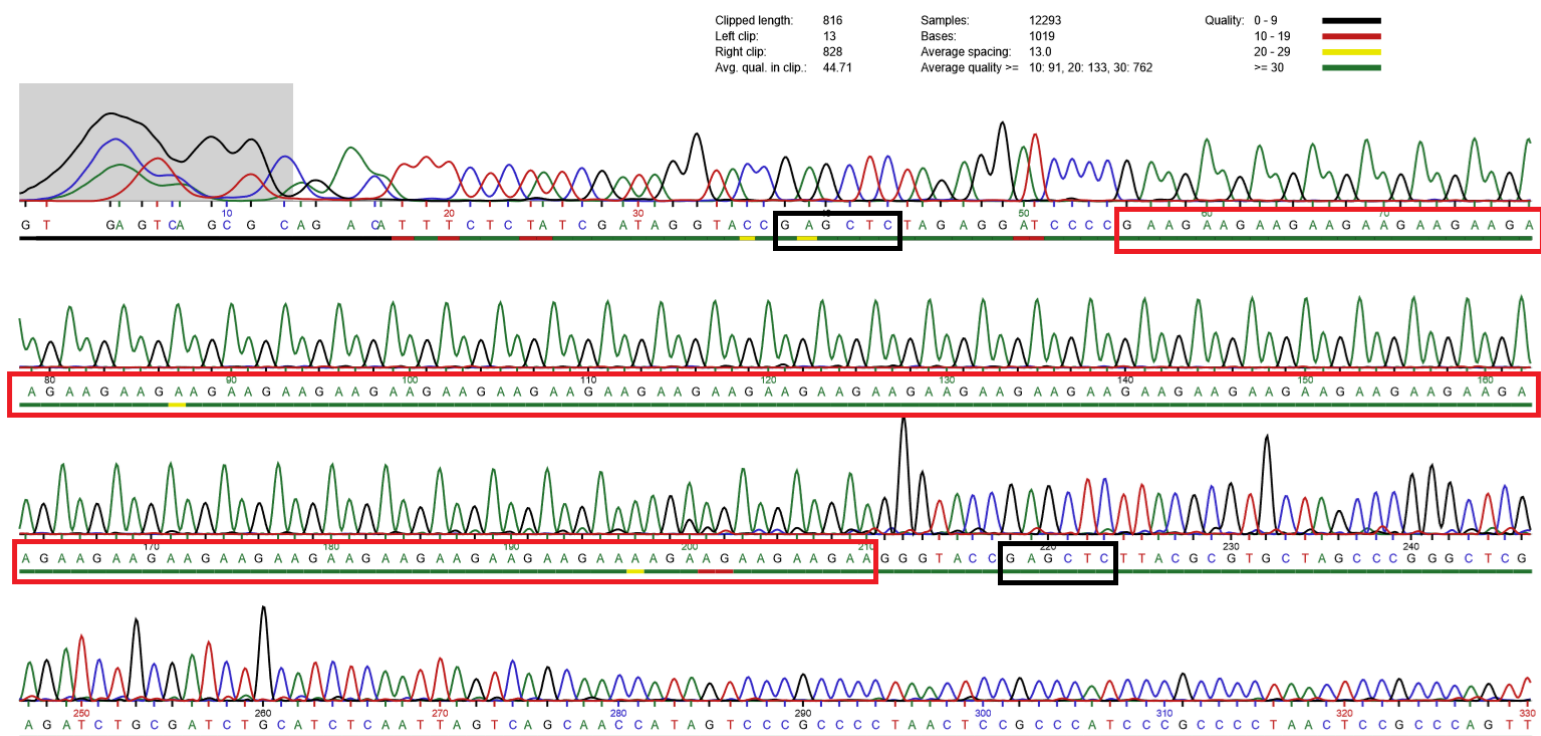 Clipped length: 816 Samples: 12293 Quality: 0 - 9
Left clip: 13 Bases: 1019 10 - 19
Right clip: 828 Average spacing: 13.0 20 - 29
Avg. qual. in clip.: 44.71 Average quality >= 10: 91, 20: 133, 30: 762 >= 30
10 20 30 50 60 70
G T G A G T C A G C G C A G A C A T T T C T C T A T C G A T A G G T A C C G A G C T C T A G A G G A T C C C C G A A G A A G A A G A A G A A G A A G A A G A
80 90 100 110 120 130 140 150 160
A G A A G A A G A A G A A G A A G A A G A A G A A G A A G A A G A A G A A G A A G A A G A A G A A G A A G A A G A A G A A G A A G A A G A A G A A G A A G A
170 180 190 200 210 220 230 240
A G A A G A A G A A G A A G A A G A A G A A G A A G A A G A A G A A A A G A A G A A G A A G A A G G G T A C C G A G C T C T T A C G C G T G C T A G C C C G G G C T C G
250 260 270 280 290 300 310 320 330
A G A T C T G C G A T C T G C A T C T C A A T T A G T C A G C A A C C A T A G T C C C G C C C C T A A C T C C G C C C A T C C C G C C C C T A A C T C C G C C C A G T T